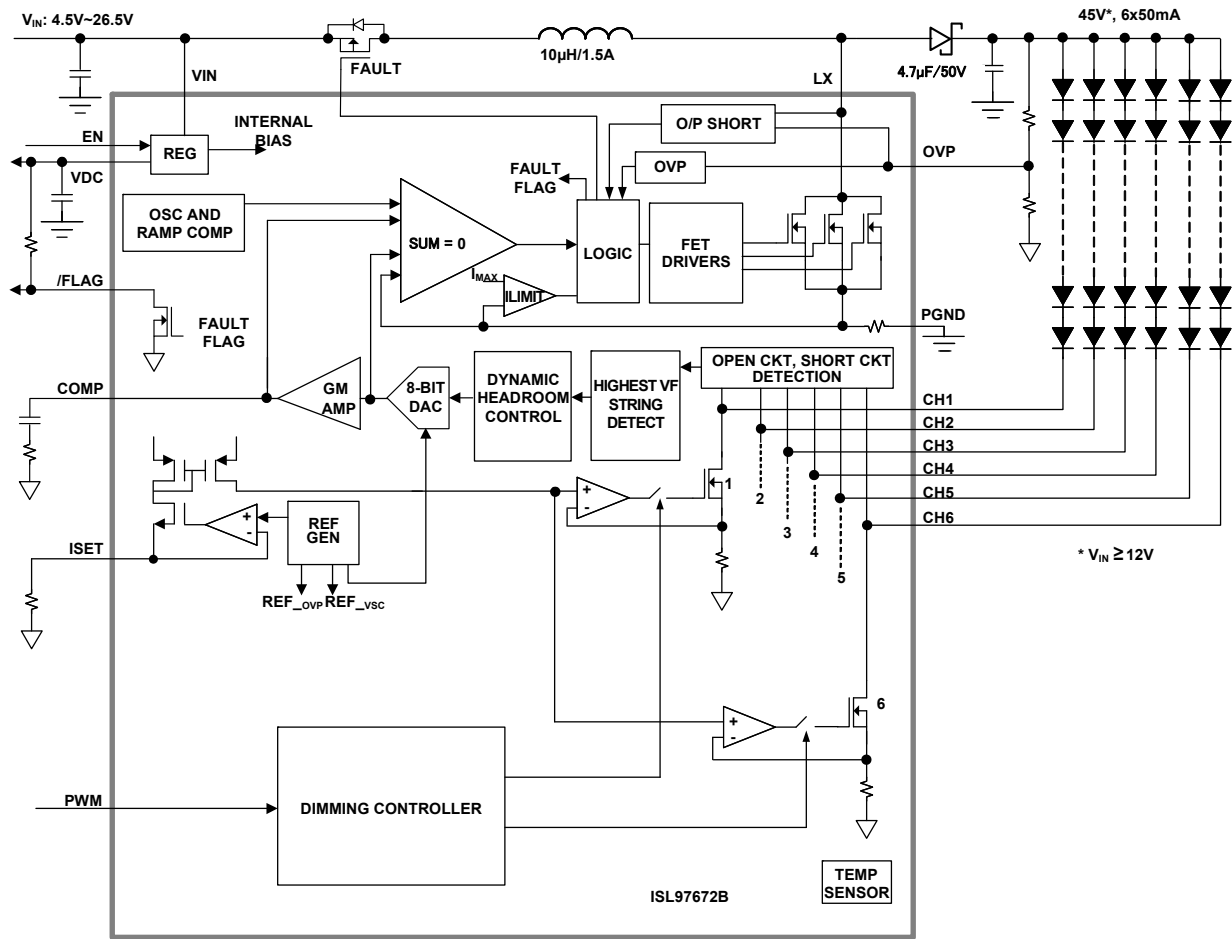 V_IN: 4.5V~26.5V
45V*, 6x50mA
10µH/1.5A
FAULT
4.7µF/50V
VIN
LX
O/P SHORT
EN
INTERNAL
BIAS
REG
OVP
OVP
VDC
FAULT
FLAG
OSC AND
RAMP COMP
SUM = 0
LOGIC
FET
DRIVERS
I_MAX
ILIMIT
/FLAG
PGND
FAULT
FLAG
OPEN CKT, SHORT CKT
DETECTION
COMP
GM
AMP
8-BIT
DAC
DYNAMIC
HEADROOM
CONTROL
HIGHEST VF
STRING
DETECT
CH1
CH2
CH3
CH4
CH5
CH6
1
2
3
4
5
+
-
+
-
REF
GEN
ISET
REF_OVP
REF_VSC
* V_IN ≥ 12V
6
+
-
PWM
DIMMING CONTROLLER
TEMP
SENSOR
ISL97672B